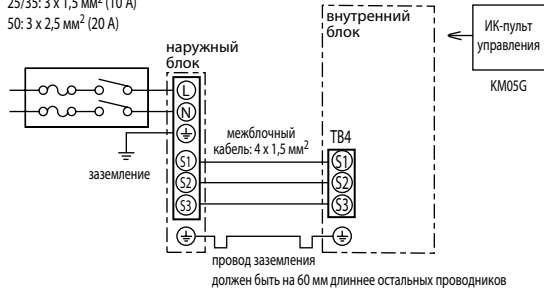 25/35: 3 x 1,5 мм² (10 А)
50: 3 x 2,5 мм² (20 А)
наружный
блок
внутренний
блок
ИК-пульт
управления
KM05G
L
N
заземление
межблочный
кабель: 4 х 1,5 мм²
TB4
S1
S2
S3
S1
S2
S3
провод заземления
должен быть на 60 мм длиннее остальных проводников